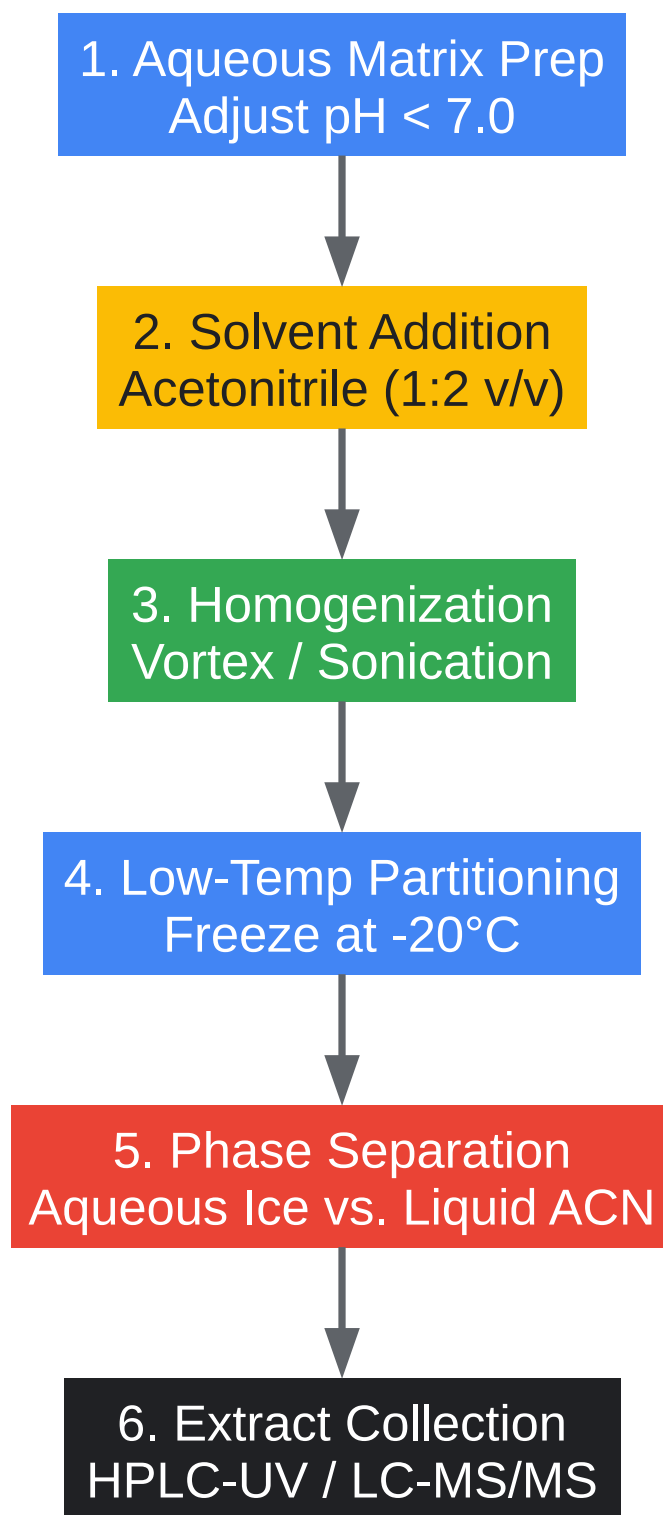 1. Aqueous Matrix Prep
Adjust pH < 7.0
2. Solvent Addition
Acetonitrile (1:2 v/v)
3. Homogenization
Vortex / Sonication
4. Low-Temp Partitioning
Freeze at -20°C
5. Phase Separation
Aqueous Ice vs. Liquid ACN
6. Extract Collection
HPLC-UV / LC-MS/MS